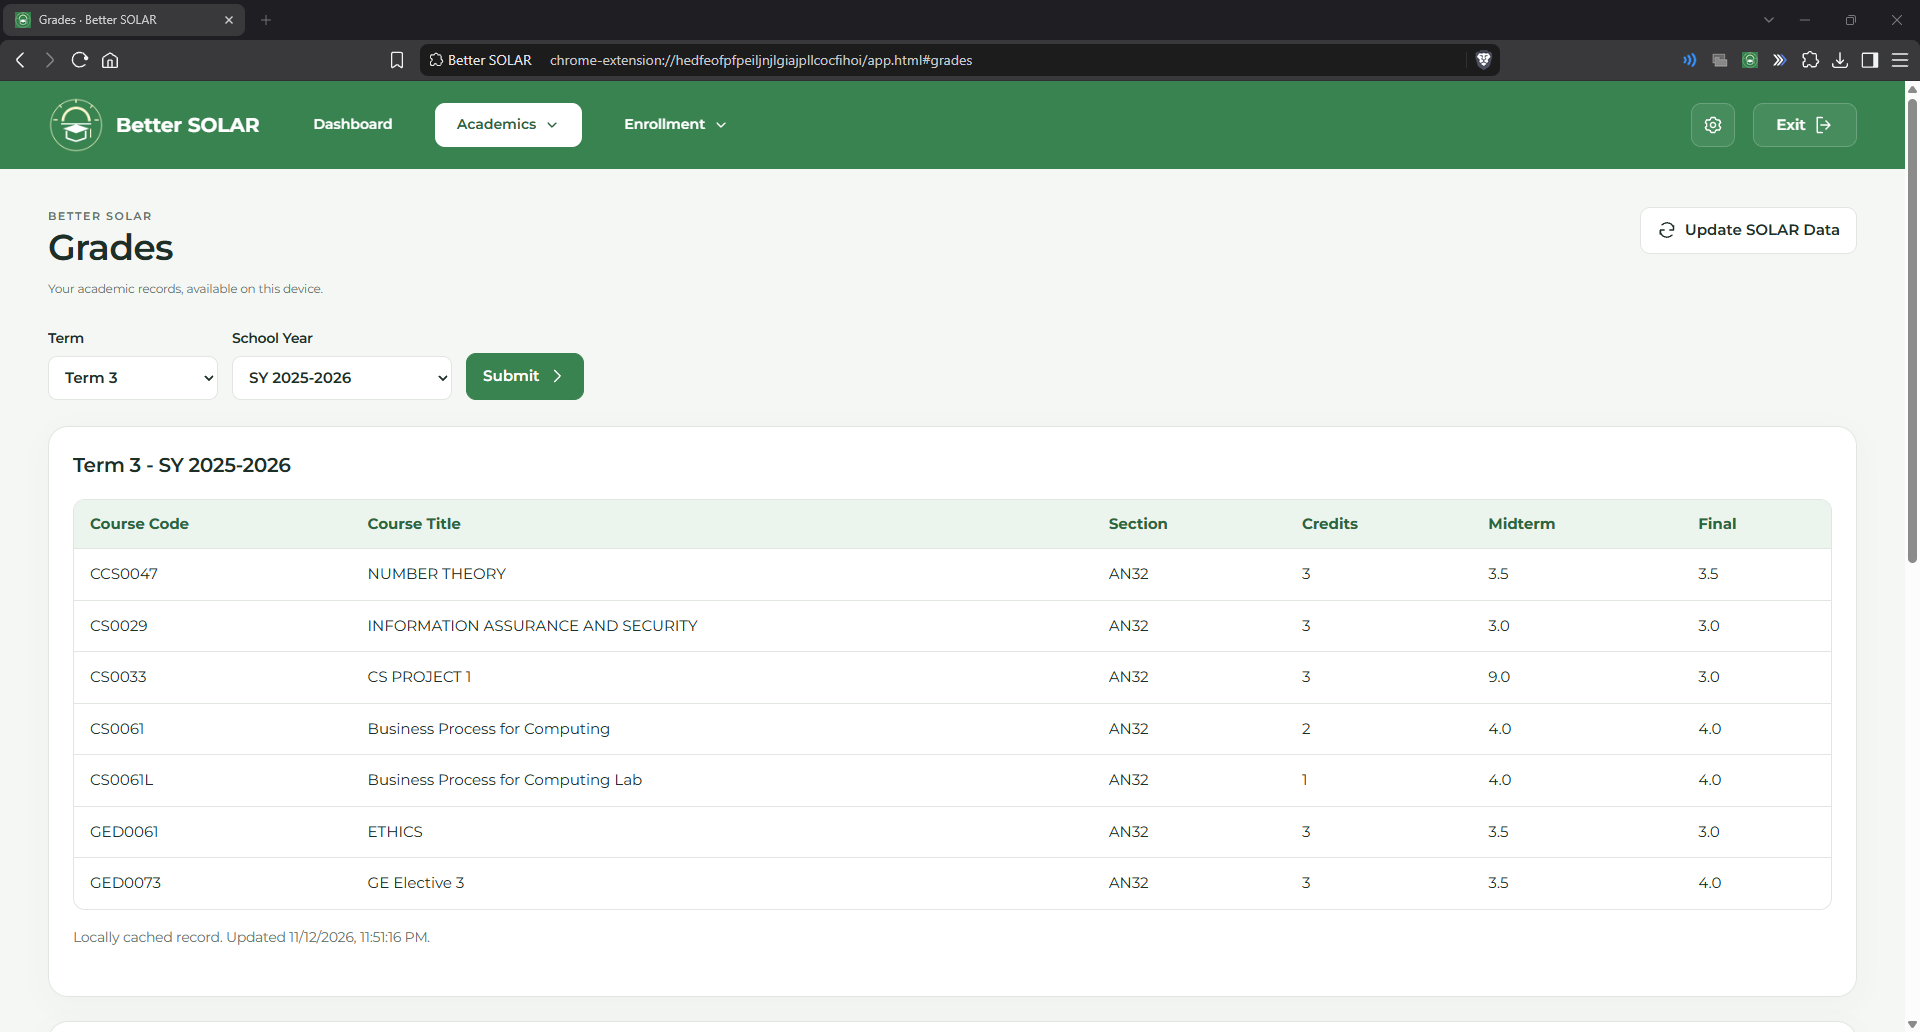 Grades · Better SOLAR
Better SOLAR chrome-extension://hedfeofpfpeiljnjlgiajpllcocfihoi/app.html#grades
Better SOLAR Dashboard Academics Enrollment Exit
BETTER SOLAR
Grades
Update SOLAR Data
Your academic records, available on this device.
Term School Year
Term 3 SY 2025-2026 Submit
Term 3 - SY 2025-2026
Course Code Course Title Section Credits Midterm Final
CCS0047 NUMBER THEORY AN32 3 3.5 3.5
CS0029 INFORMATION ASSURANCE AND SECURITY AN32 3 3.0 3.0
CS0033 CS PROJECT 1 AN32 3 9.0 3.0
CS0061 Business Process for Computing AN32 2 4.0 4.0
CS0061L Business Process for Computing Lab AN32 1 4.0 4.0
GED0061 ETHICS AN32 3 3.5 3.0
GED0073 GE Elective 3 AN32 3 3.5 4.0
Locally cached record. Updated 11/12/2026, 11:51:16 PM.